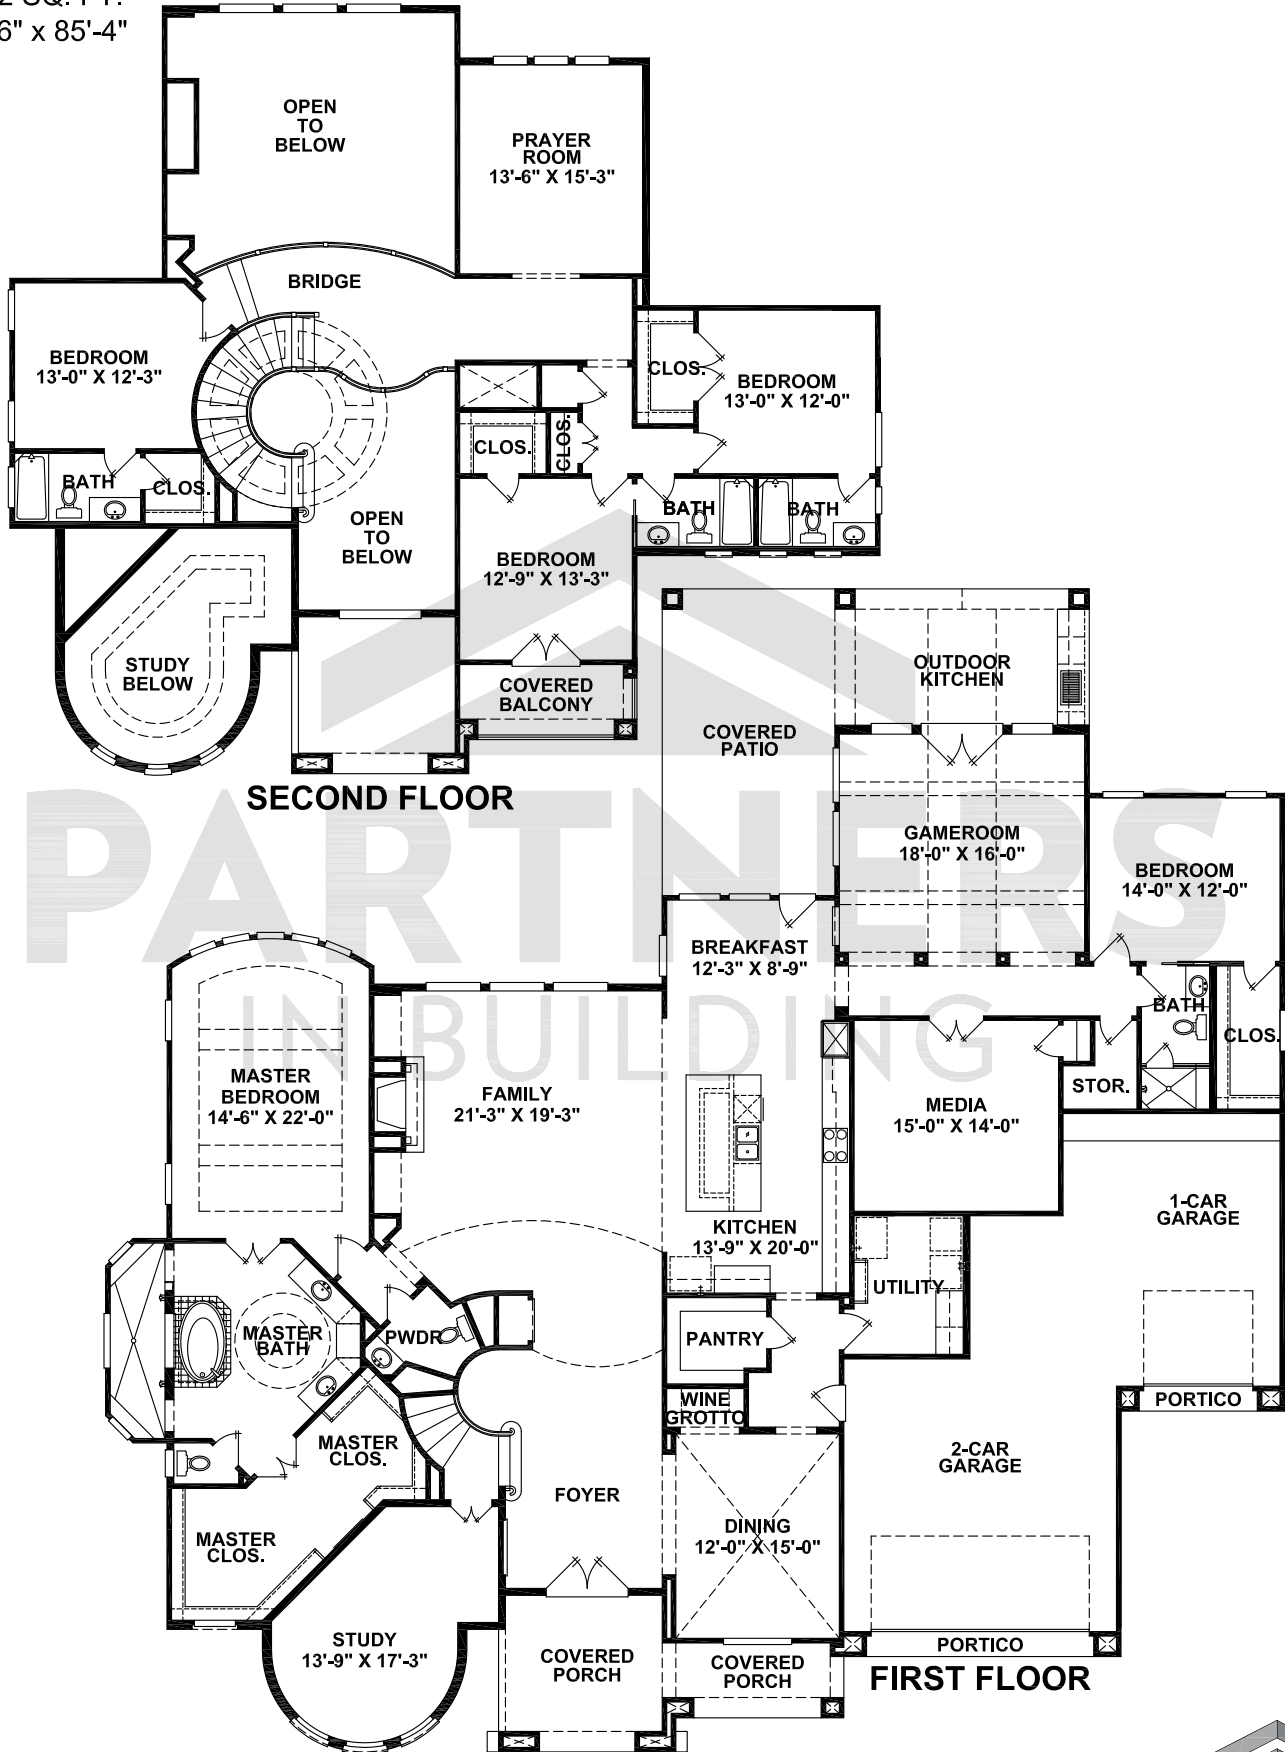 6" x 85'-4"
OPEN
TO
BELOW
PRAYER
ROOM
13'-6" X 15'-3"
BRIDGE
BEDROOM
13'-0" X 12'-3"
CLOS.
BEDROOM
13'-0" X 12'-0"
CLOS.
CLOS.
BATH
CLOS.
BATH
BATH
OPEN
TO
BELOW
BEDROOM
12'-9" X 13'-3"
STUDY
BELOW
COVERED
BALCONY
SECOND FLOOR
OUTDOOR
KITCHEN
COVERED
PATIO
GAMEROOM
18'-0" X 16'-0"
BEDROOM
14'-0" X 12'-0"
PARTNERS
IN BUILDING
BREAKFAST
12'-3" X 8'-9"
BATH
CLOS.
STOR.
MASTER
BEDROOM
14'-6" X 22'-0"
FAMILY
21'-3" X 19'-3"
MEDIA
15'-0" X 14'-0"
KITCHEN
13'-9" X 20'-0"
1-CAR
GARAGE
UTILITY
MASTER
BATH
PWDR
PANTRY
WINE
GROTTO
PORTICO
MASTER
CLOS.
2-CAR
GARAGE
FOYER
DINING
12'-0" X 15'-0"
MASTER
CLOS.
STUDY
13'-9" X 17'-3"
COVERED
PORCH
COVERED
PORCH
PORTICO
FIRST FLOOR